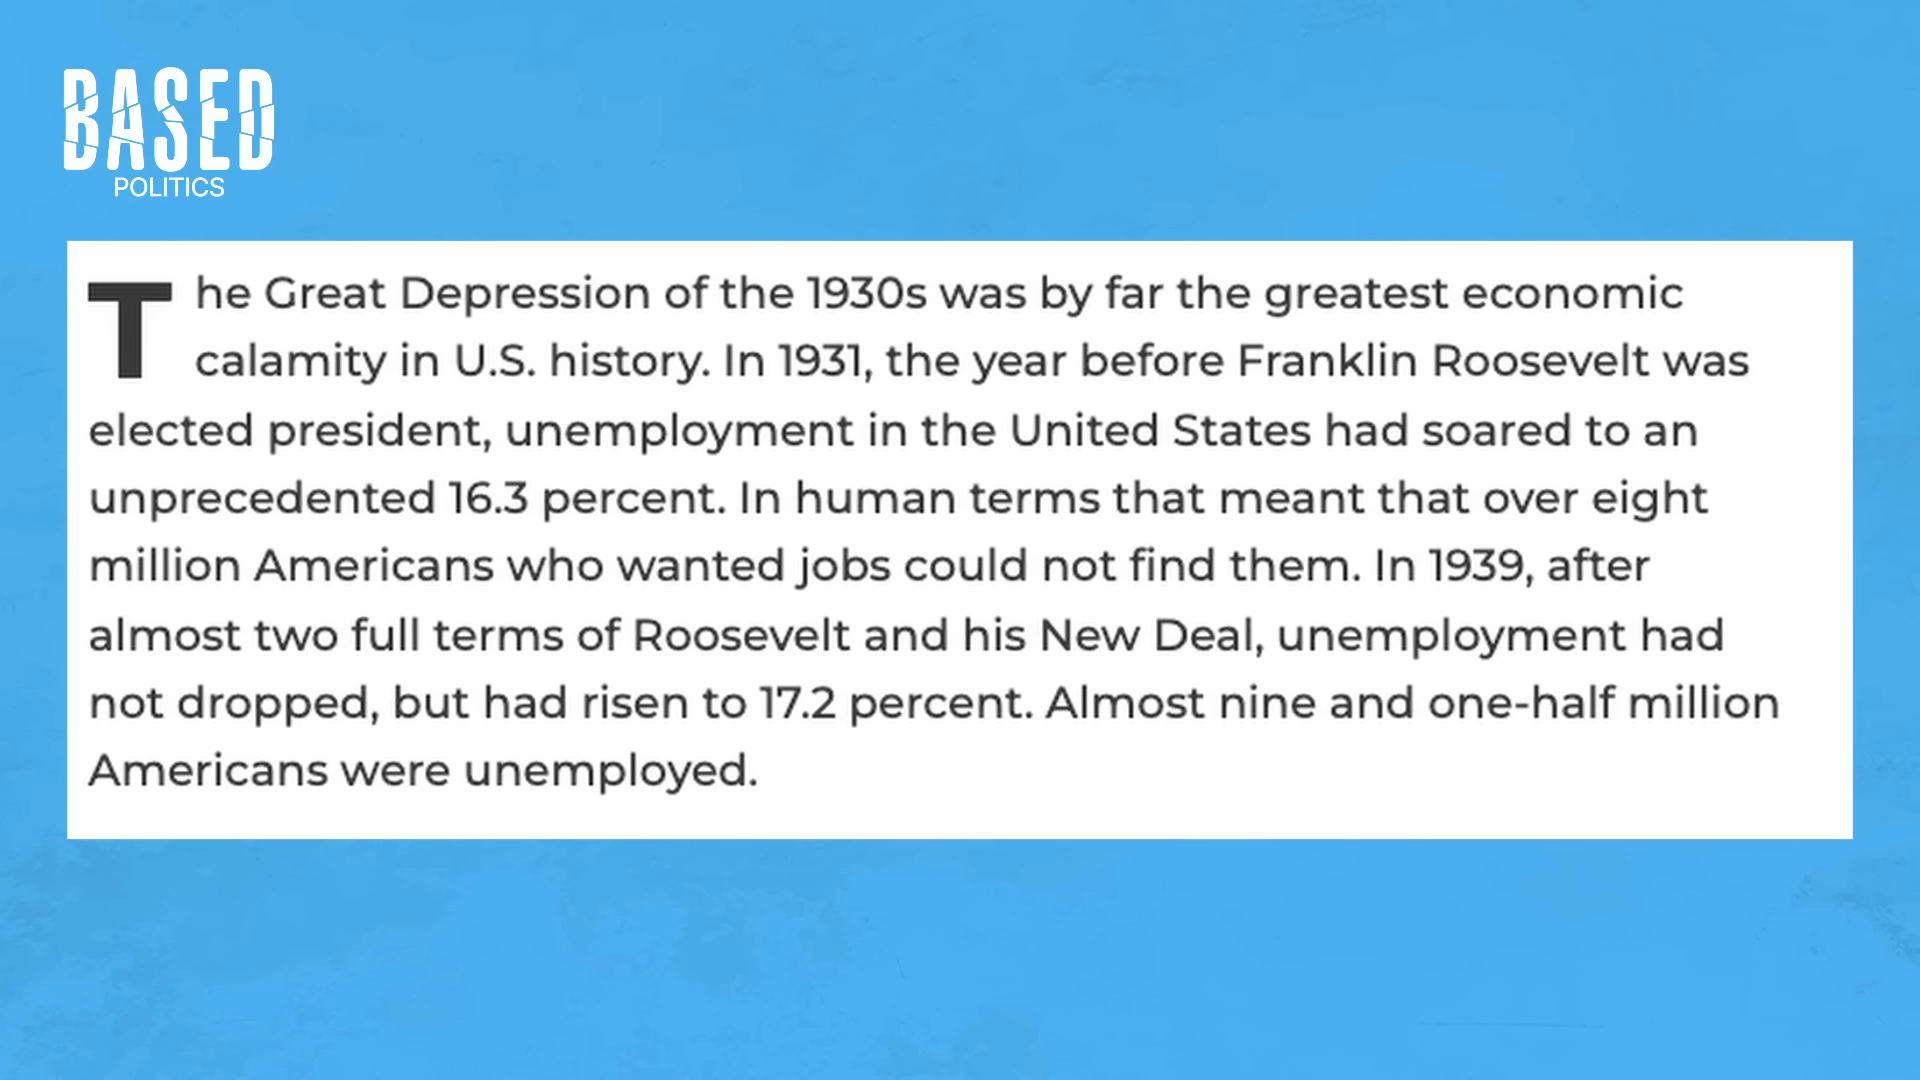 BASED
POLITICS
The Great Depression of the 1930s was by far the greatest economic
calamity in U.S. history. In 1931, the year before Franklin Roosevelt was
elected president, unemployment in the United States had soared to an
unprecedented 16.3 percent. In human terms that meant that over eight
million Americans who wanted jobs could not find them. In 1939, after
almost two full terms of Roosevelt and his New Deal, unemployment had
not dropped, but had risen to 17.2 percent. Almost nine and one-half million
Americans were unemployed.